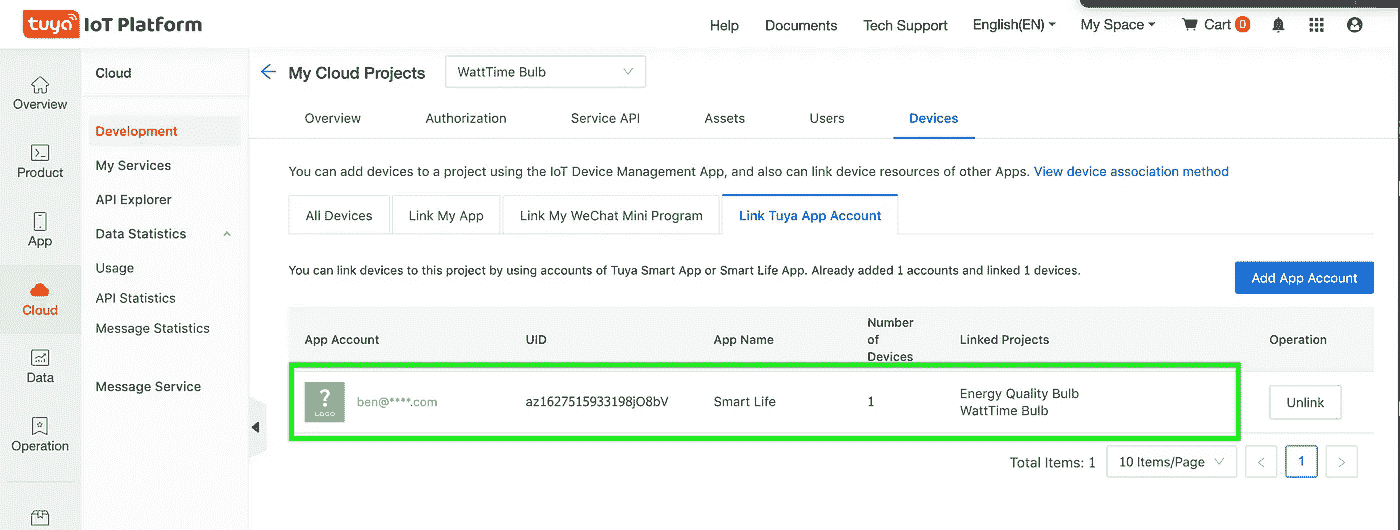 tuya IoT Platform
Help Documents Tech Support English(EN) My Space Cart 0
Overview
Product
App
Cloud
Data
Operation
Cloud
Development
My Services
API Explorer
Data Statistics
Usage
API Statistics
Message Statistics
Message Service
My Cloud Projects WattTime Bulb
Overview Authorization Service API Assets Users Devices
You can add devices to a project using the IoT Device Management App, and also can link device resources of other Apps. View device association method
All Devices Link My App Link My WeChat Mini Program Link Tuya App Account
You can link devices to this project by using accounts of Tuya Smart App or Smart Life App. Already added 1 accounts and linked 1 devices.
Add App Account
App Account UID App Name Number of Devices Linked Projects Operation
? LOGO
ben@****.com az1627515933198jO8bV Smart Life 1 Energy Quality Bulb
WattTime Bulb
Unlink
Total Items: 1 10 Items/Page < 1 >